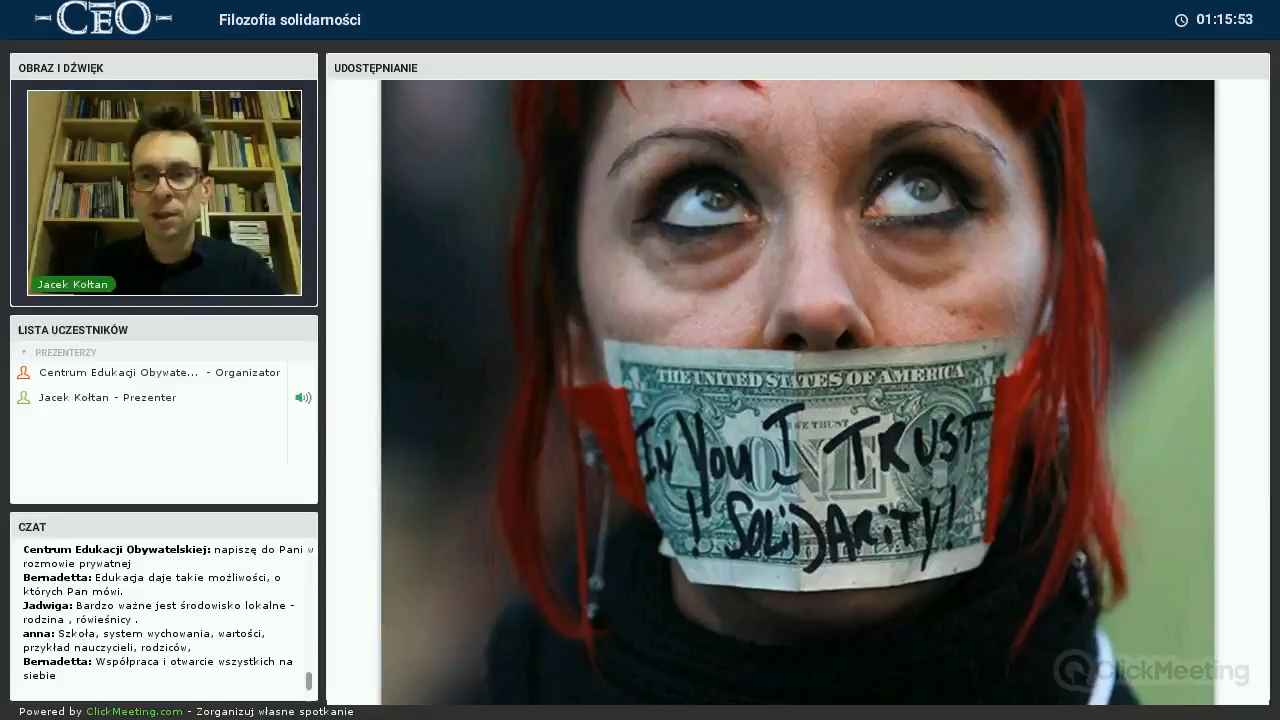 CEO
Filozofia solidarności
01:15:53
OBRAZ I DŹWIĘK
Jacek Kołtan
LISTA UCZESTNIKÓW
PREZENTERZY
Centrum Edukacji Obywate... - Organizator
Jacek Kołtan - Prezenter
CZAT
Centrum Edukacji Obywatelskiej: napiszę do Pani w
rozmowie prywatnej
Bernadetta: Edukacja daje takie możliwości, o
których Pan mówi.
Jadwiga: Bardzo ważne jest środowisko lokalne -
rodzina , rówieśnicy .
anna: Szkoła, system wychowania, wartości,
przykład nauczycieli, rodziców,
Bernadetta: Współpraca i otwarcie wszystkich na
siebie
Powered by ClickMeeting.com - Zorganizuj własne spotkanie
UDOSTĘPNIANIE
THE UNITED STATES OF AMERICA
WE TRUST
ONE
IN YOU I TRUST
! SOLIDARITY!
ClickMeeting